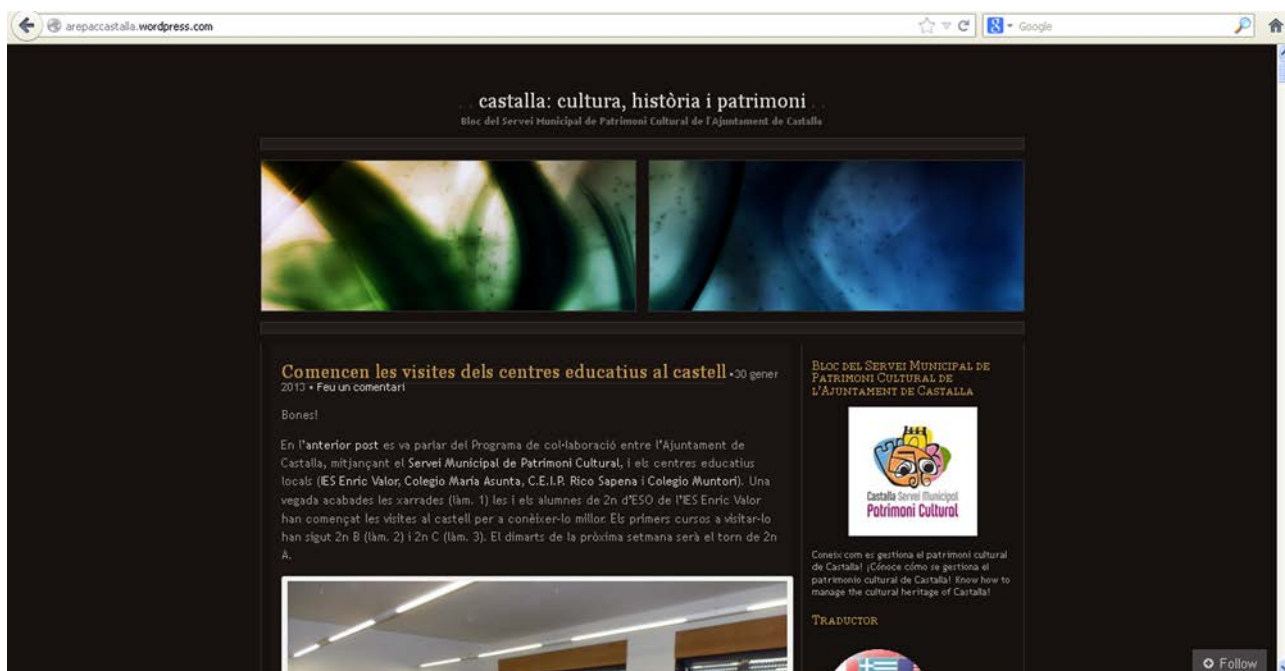 arepaccastalla.wordpress.com
Google
. . castalla: cultura, història i patrimoni . .
Bloc del Servei Municipal de Patrimoni Cultural de l'Ajuntament de Castalla
Comencen les visites dels centres educatius al castell • 30 gener
2013 • Feu un comentari
Bones!
En l'anterior post es va parlar del Programa de col·laboració entre l'Ajuntament de
Castalla, mitjançant el Servei Municipal de Patrimoni Cultural, i els centres educatius
locals (IES Enric Valor, Colegio María Asunta, C.E.I.P. Rico Sapena i Colegio Muntori). Una
vegada acabades les xarrades (làm. 1) les i els alumnes de 2n d'ESO de l'IES Enric Valor
han començat les visites al castell per a conèixer-lo millor. Els primers cursos a visitar-lo
han sigut 2n B (làm. 2) i 2n C (làm. 3). El dimarts de la pròxima setmana serà el torn de 2n
A.
Bloc del Servei Municipal de
Patrimoni Cultural de
l'Ajuntament de Castalla
Castalla Servei Municipal
Patrimoni Cultural
Coneix com es gestiona el patrimoni cultural
de Castalla! ¡Cónoce cómo se gestiona el
patrimonio cultural de Castalla! Know how to
manage the cultural heritage of Castalla!
Traductor
Follow